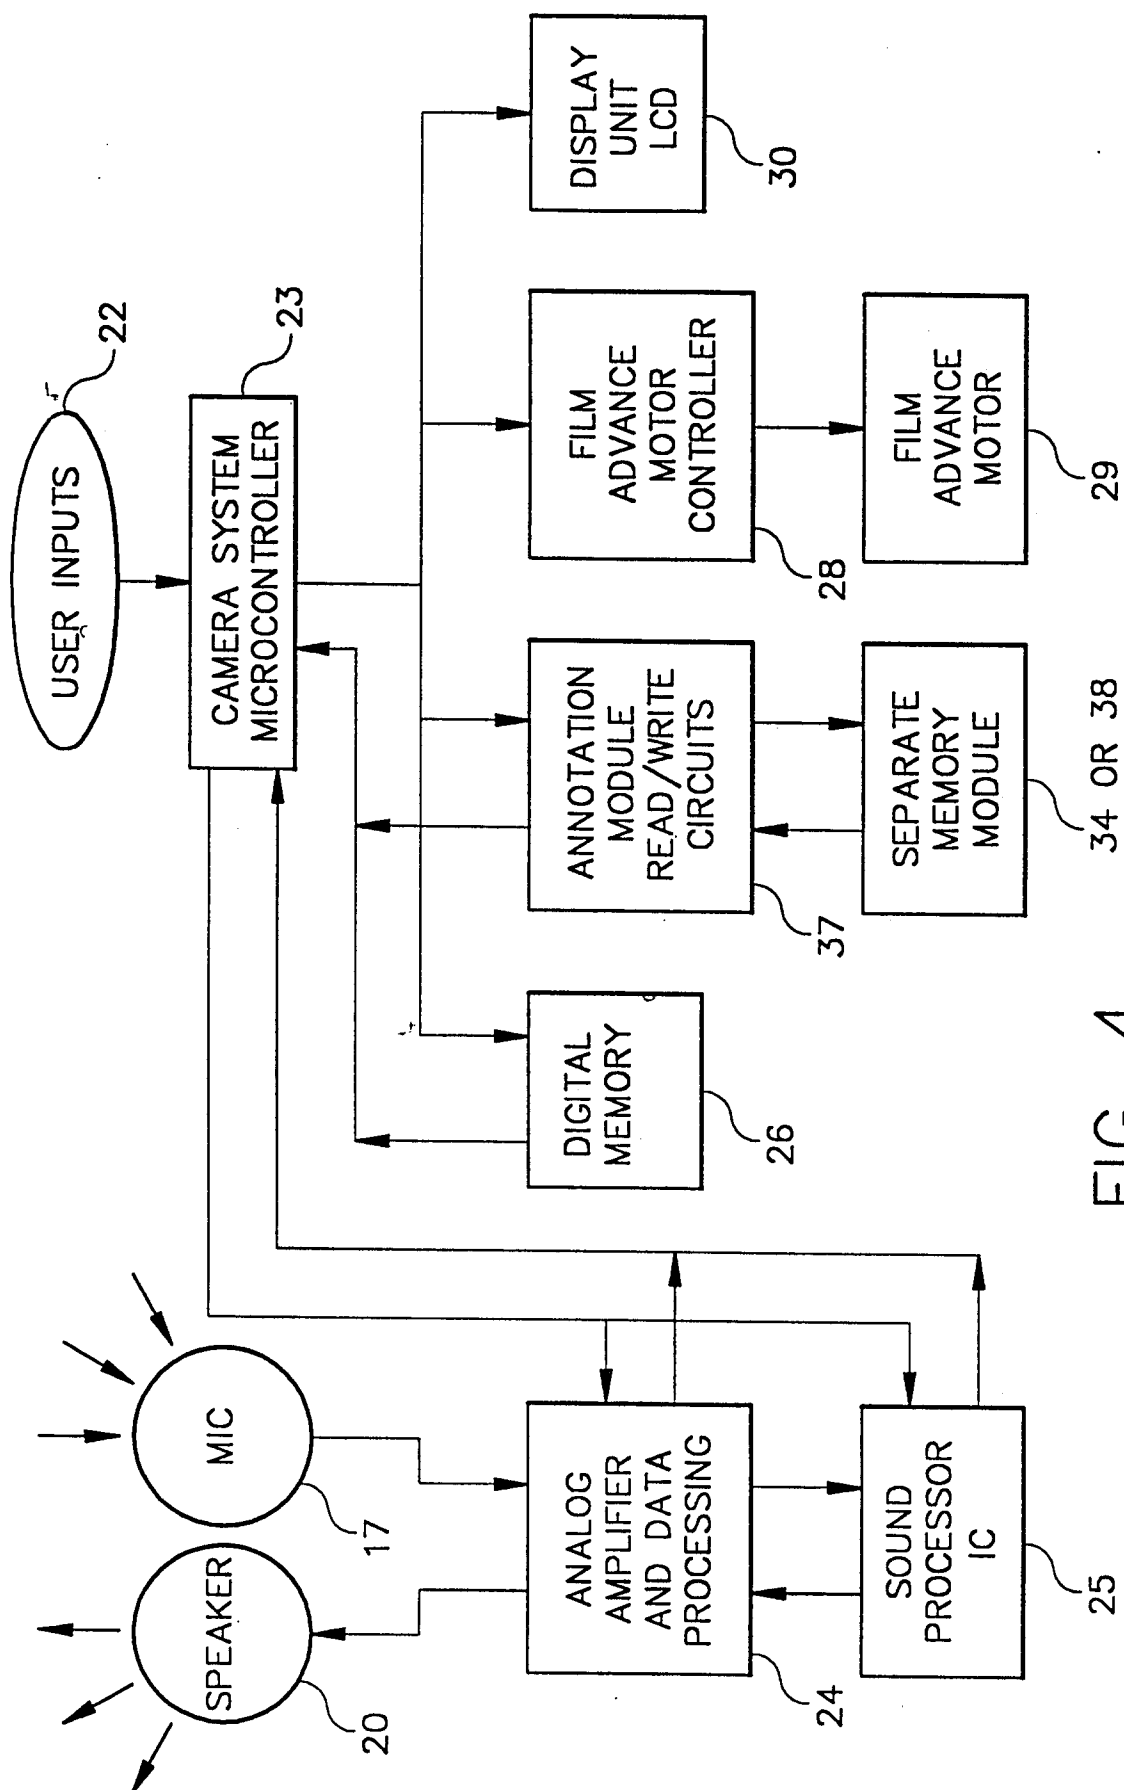 SPEAKER
20
MIC
17
USER INPUTS
22
CAMERA SYSTEM
MICROCONTROLLER
23
ANALOG
AMPLIFIER
AND DATA
PROCESSING
24
DIGITAL
MEMORY
26
ANNOTATION
MODULE
READ/WRITE
CIRCUITS
37
FILM
ADVANCE
MOTOR
CONTROLLER
28
DISPLAY
UNIT
LCD
30
SOUND
PROCESSOR
IC
25
SEPARATE
MEMORY
MODULE
34 OR 38
FILM
ADVANCE
MOTOR
29
FIG. 4